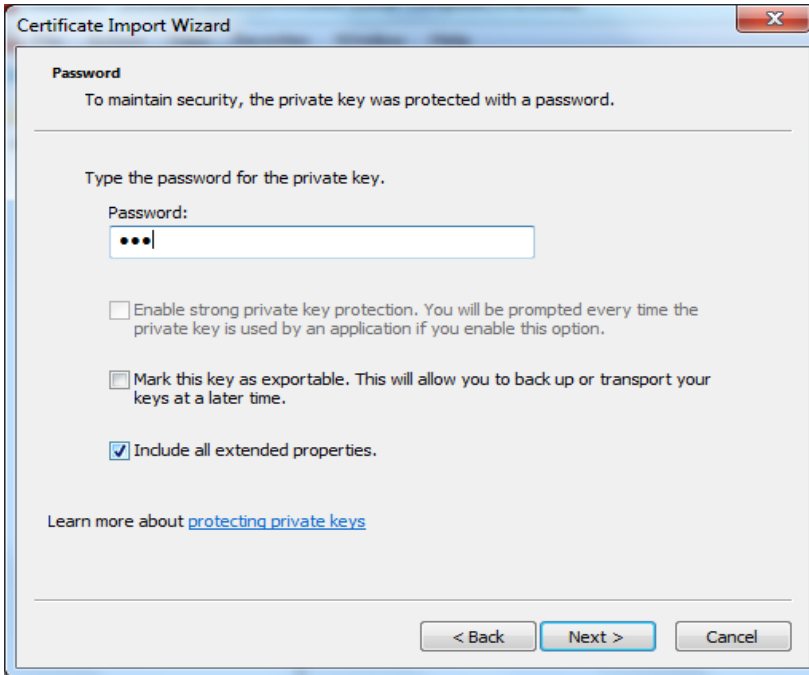 Certificate Import Wizard
Password
To maintain security, the private key was protected with a password.
Type the password for the private key.
Password:
•••
Enable strong private key protection. You will be prompted every time the
private key is used by an application if you enable this option.
Mark this key as exportable. This will allow you to back up or transport your
keys at a later time.
Include all extended properties.
Learn more about protecting private keys
< Back Next > Cancel